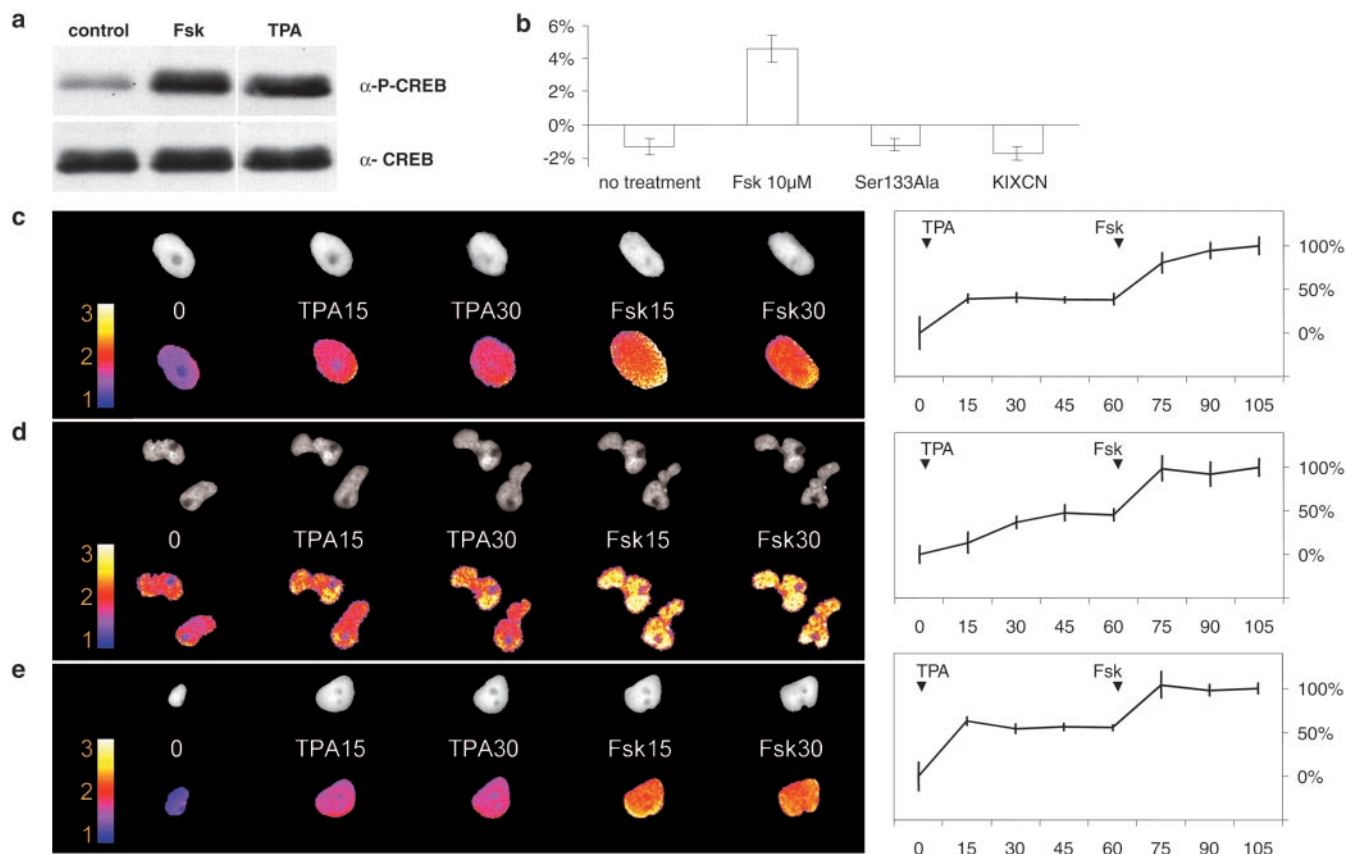 a
control Fsk TPA
α-P-CREB
α- CREB
b
6%
4%
2%
0%
-2%
no treatment Fsk 10µM Ser133Ala KIXCN
c
0 TPA15 TPA30 Fsk15 Fsk30
3
2
1
TPA Fsk
100%
50%
0%
0 15 30 45 60 75 90 105
d
0 TPA15 TPA30 Fsk15 Fsk30
3
2
1
TPA Fsk
100%
50%
0%
0 15 30 45 60 75 90 105
e
0 TPA15 TPA30 Fsk15 Fsk30
3
2
1
TPA Fsk
100%
50%
0%
0 15 30 45 60 75 90 105